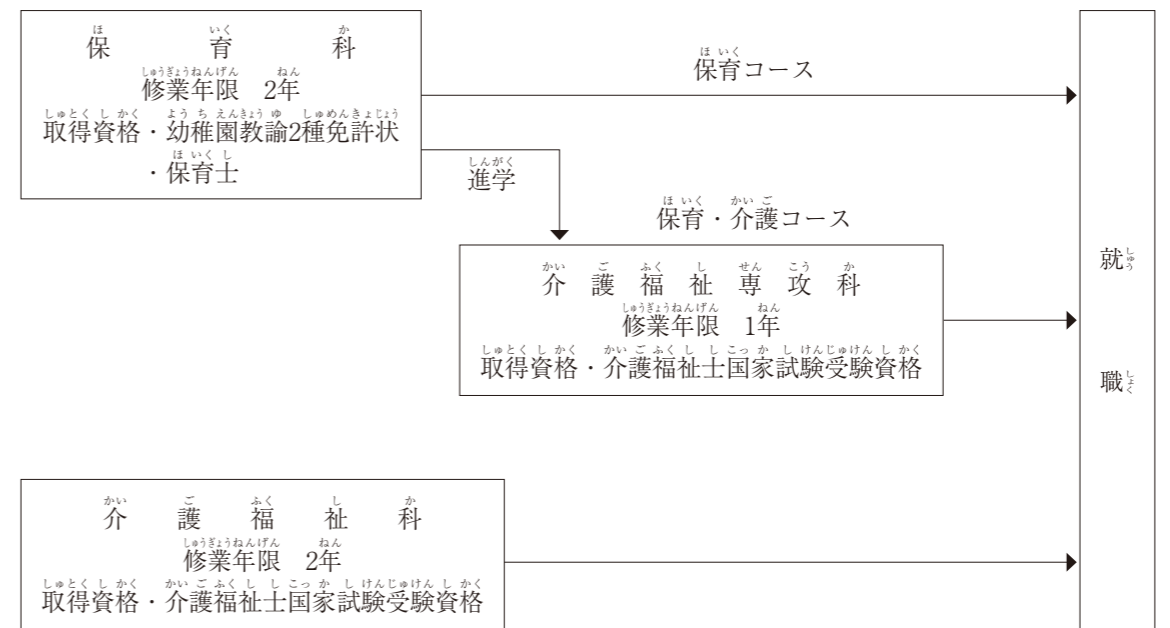 保育科
修業年限 2年
取得資格・幼稚園教諭2種免許状
・保育士
保育コース
進学
保育・介護コース
介護福祉専攻科
修業年限 1年
取得資格・介護福祉士国家試験受験資格
介護福祉科
修業年限 2年
取得資格・介護福祉士国家試験受験資格
就職